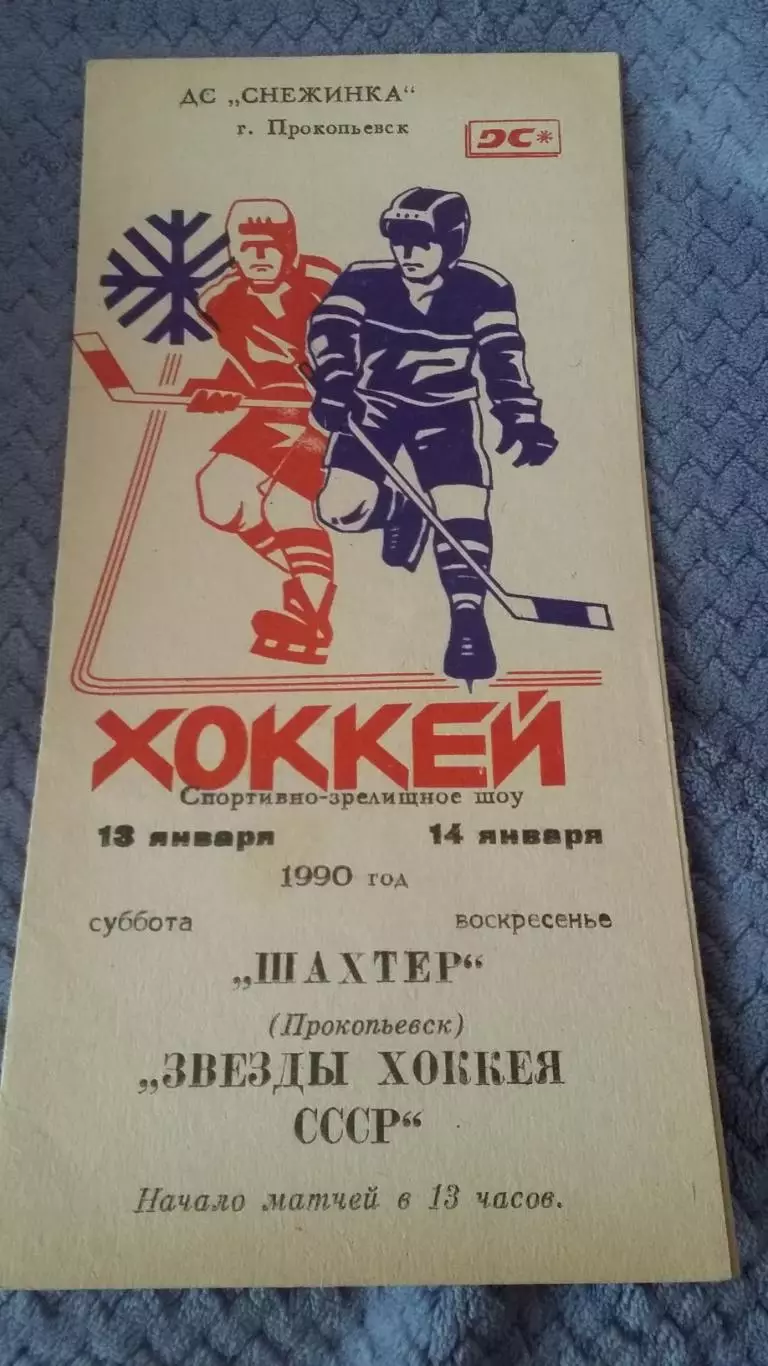 ДС „СНЕЖИНКА“
г. Прокопьевск
ДС*
ХОККЕЙ
Спортивно-зрелищное шоу
13 января 14 января
1990 год
суббота воскресенье
„ШАХТЕР“
(Прокопьевск)
„ЗВЕЗДЫ ХОККЕЯ
СССР“
Начало матчей в 13 часов.